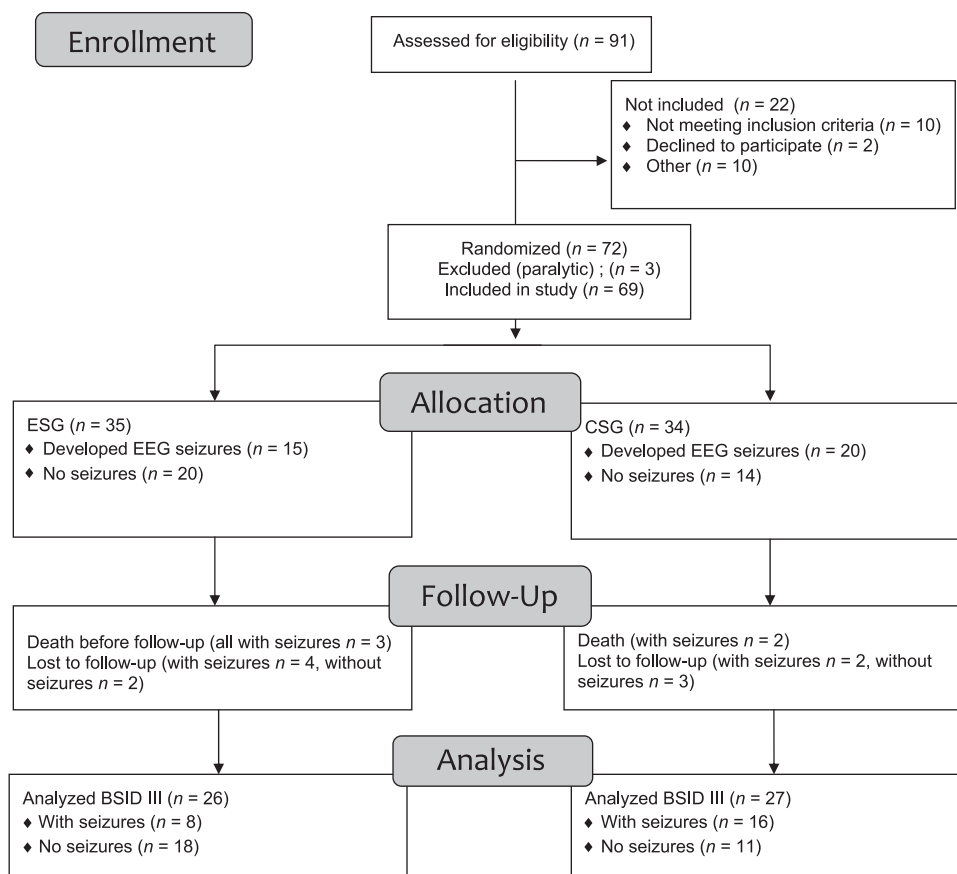 Enrollment
Assessed for eligibility (n = 91)
Not included (n = 22)
♦ Not meeting inclusion criteria (n = 10)
♦ Declined to participate (n = 2)
♦ Other (n = 10)
Randomized (n = 72)
Excluded (paralytic) ; (n = 3)
Included in study (n = 69)
Allocation
ESG (n = 35)
♦ Developed EEG seizures (n = 15)
♦ No seizures (n = 20)
CSG (n = 34)
♦ Developed EEG seizures (n = 20)
♦ No seizures (n = 14)
Follow-Up
Death before follow-up (all with seizures n = 3)
Lost to follow-up (with seizures n = 4, without
seizures n = 2)
Death (with seizures n = 2)
Lost to follow-up (with seizures n = 2, without
seizures n = 3)
Analysis
Analyzed BSID III (n = 26)
♦ With seizures (n = 8)
♦ No seizures (n = 18)
Analyzed BSID III (n = 27)
♦ With seizures (n = 16)
♦ No seizures (n = 11)